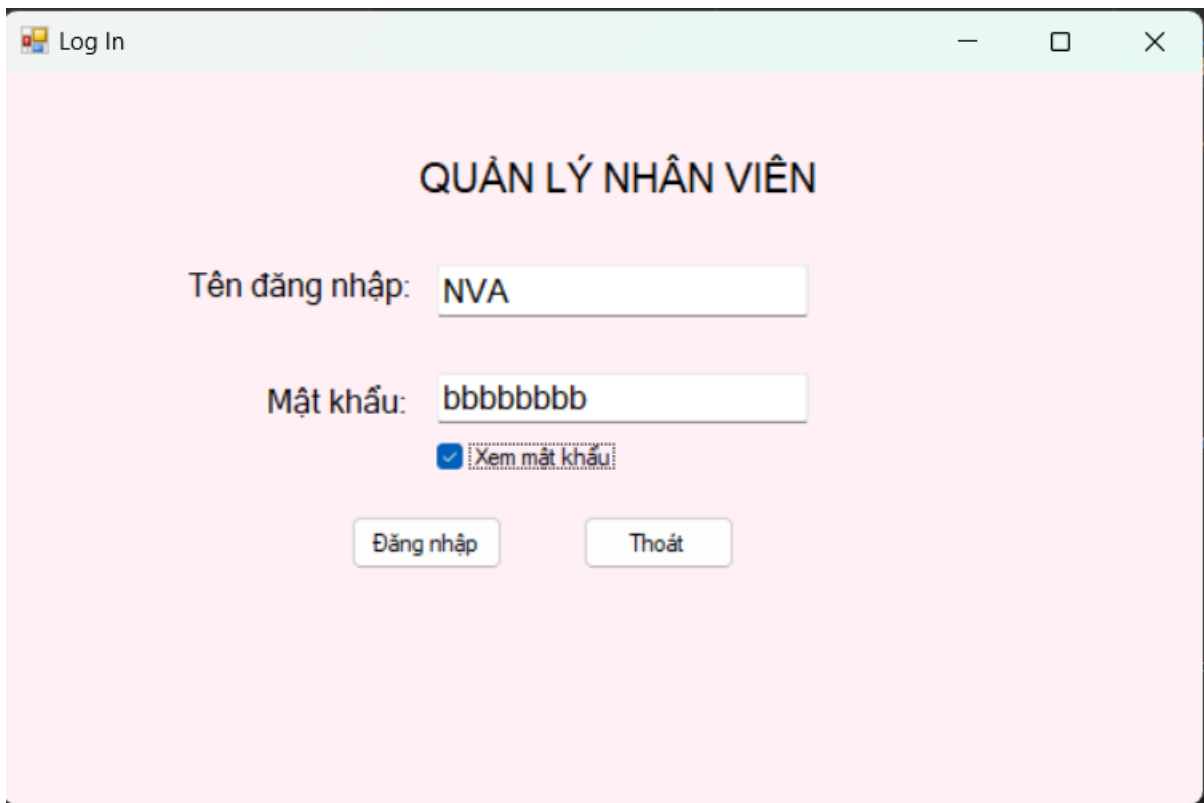 Log In
QUẢN LÝ NHÂN VIÊN
Tên đăng nhập: NVA
Mật khẩu: bbbbbbbb
Xem mật khẩu
Đăng nhập Thoát